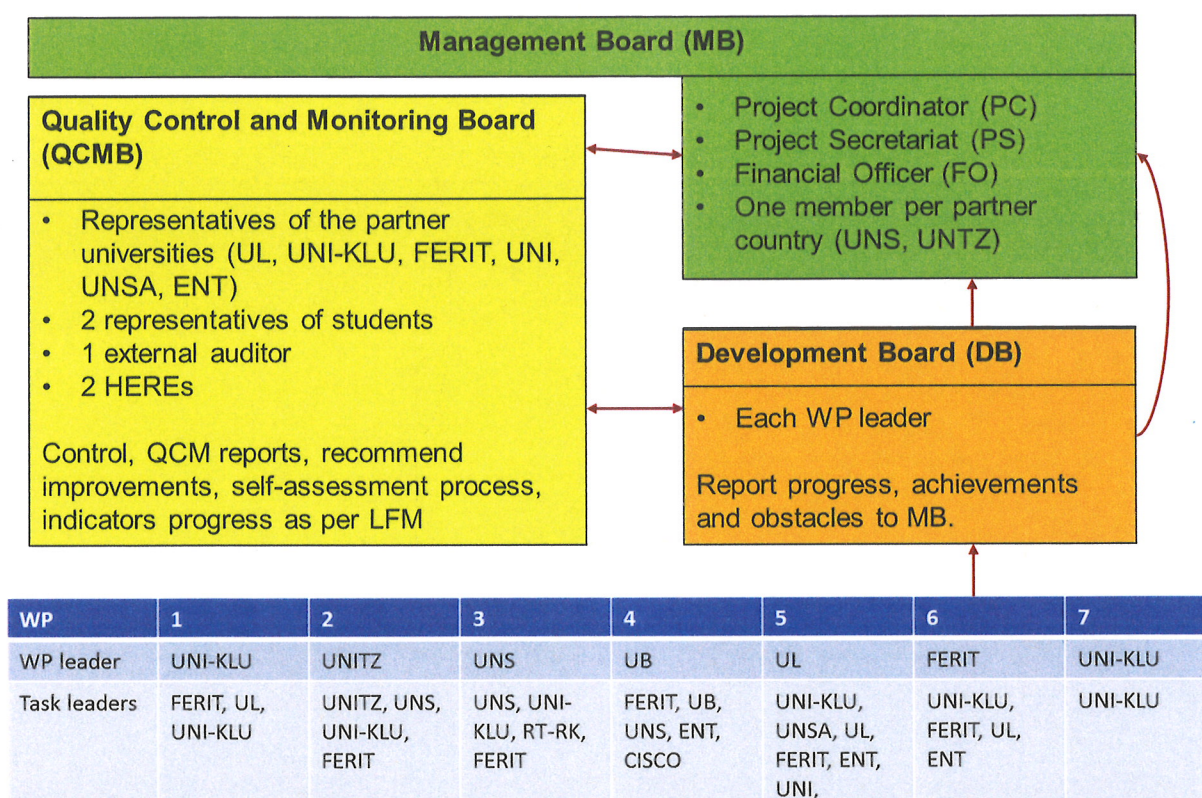 Management Board (MB)
Quality Control and Monitoring Board
(QCMB)
• Representatives of the partner
universities (UL, UNI-KLU, FERIT, UNI,
UNSA, ENT)
• 2 representatives of students
• 1 external auditor
• 2 HEREs
Control, QCM reports, recommend
improvements, self-assessment process,
indicators progress as per LFM
• Project Coordinator (PC)
• Project Secretariat (PS)
• Financial Officer (FO)
• One member per partner
country (UNS, UNTZ)
Development Board (DB)
• Each WP leader
Report progress, achievements
and obstacles to MB.
WP 1 2 3 4 5 6 7
WP leader UNI-KLU UNITZ UNS UB UL FERIT UNI-KLU
Task leaders
FERIT, UL,
UNI-KLU
UNITZ, UNS,
UNI-KLU,
FERIT
UNS, UNI-
KLU, RT-RK,
FERIT
FERIT, UB,
UNS, ENT,
CISCO
UNI-KLU,
UNSA, UL,
FERIT, ENT,
UNI,
UNI-KLU,
FERIT, UL,
ENT
UNI-KLU